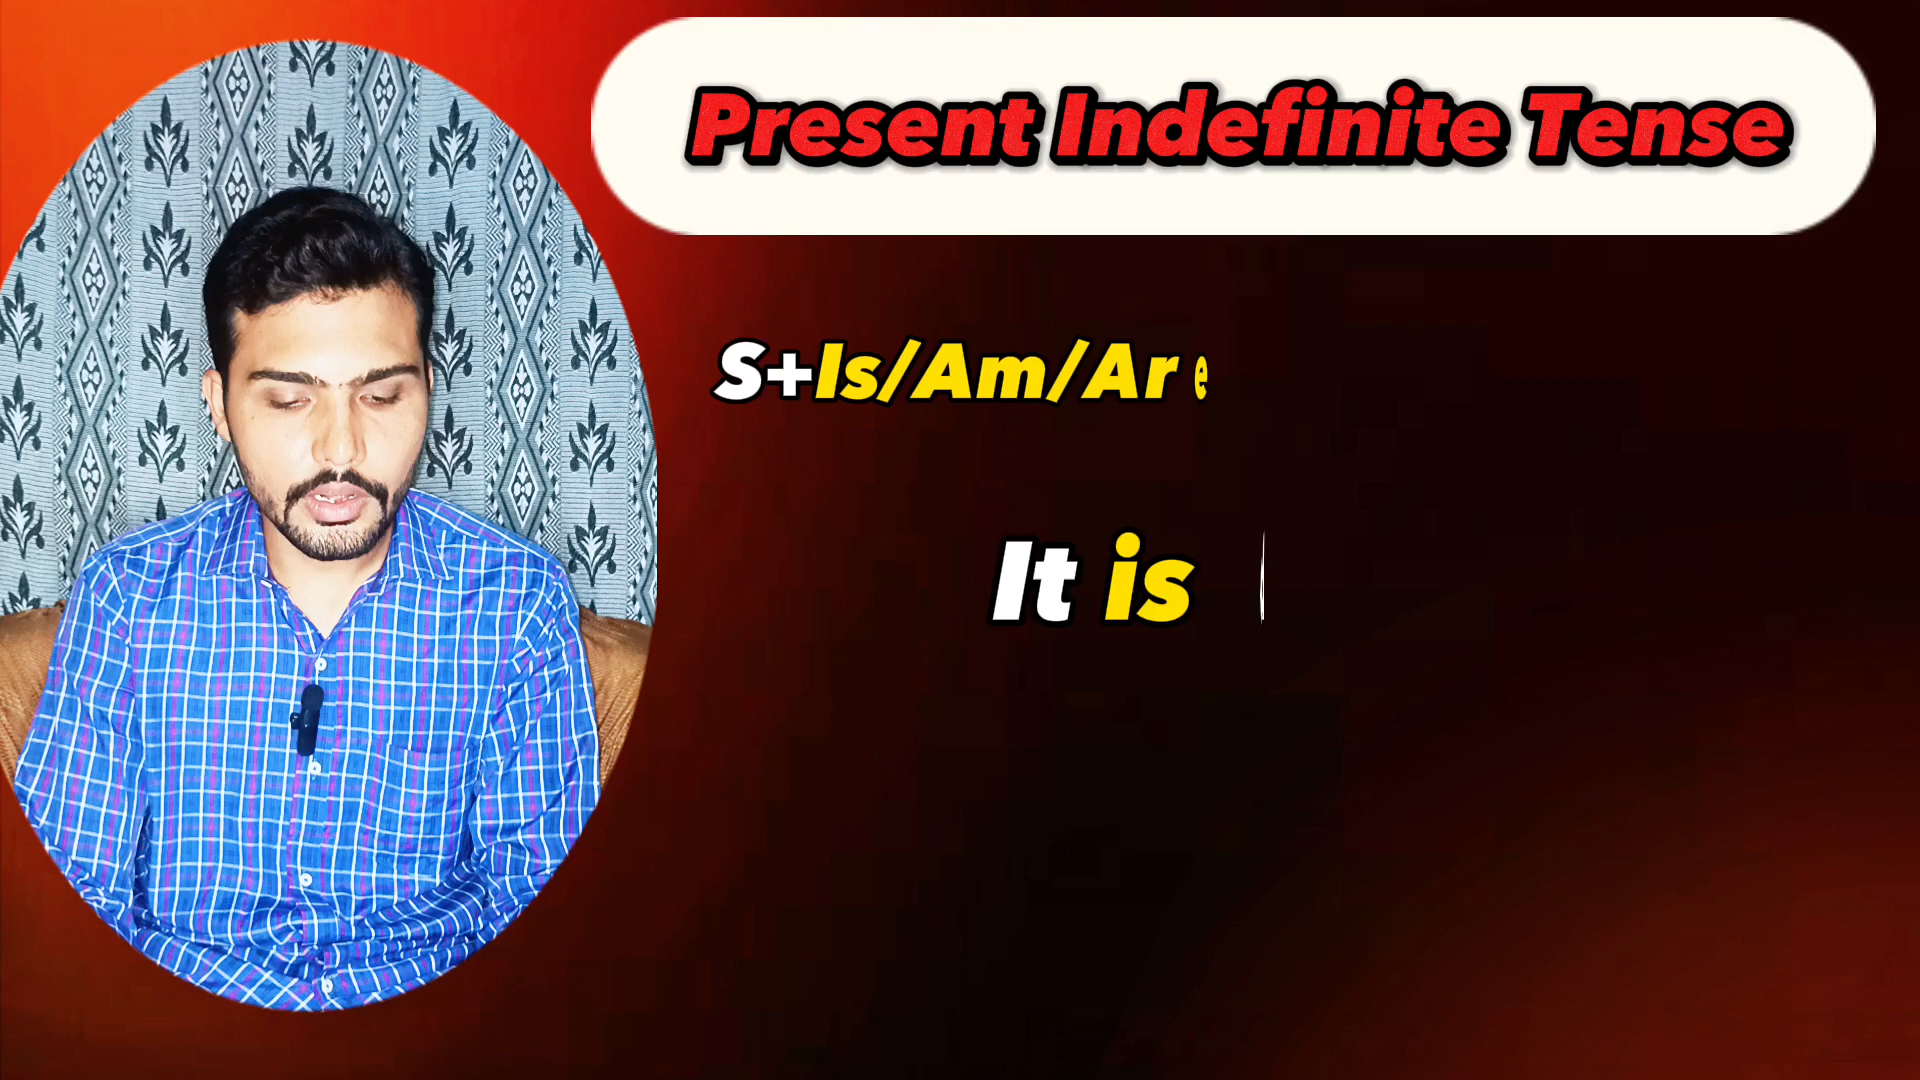 Present Indefinite Tense
S+Is/Am/Are
It is